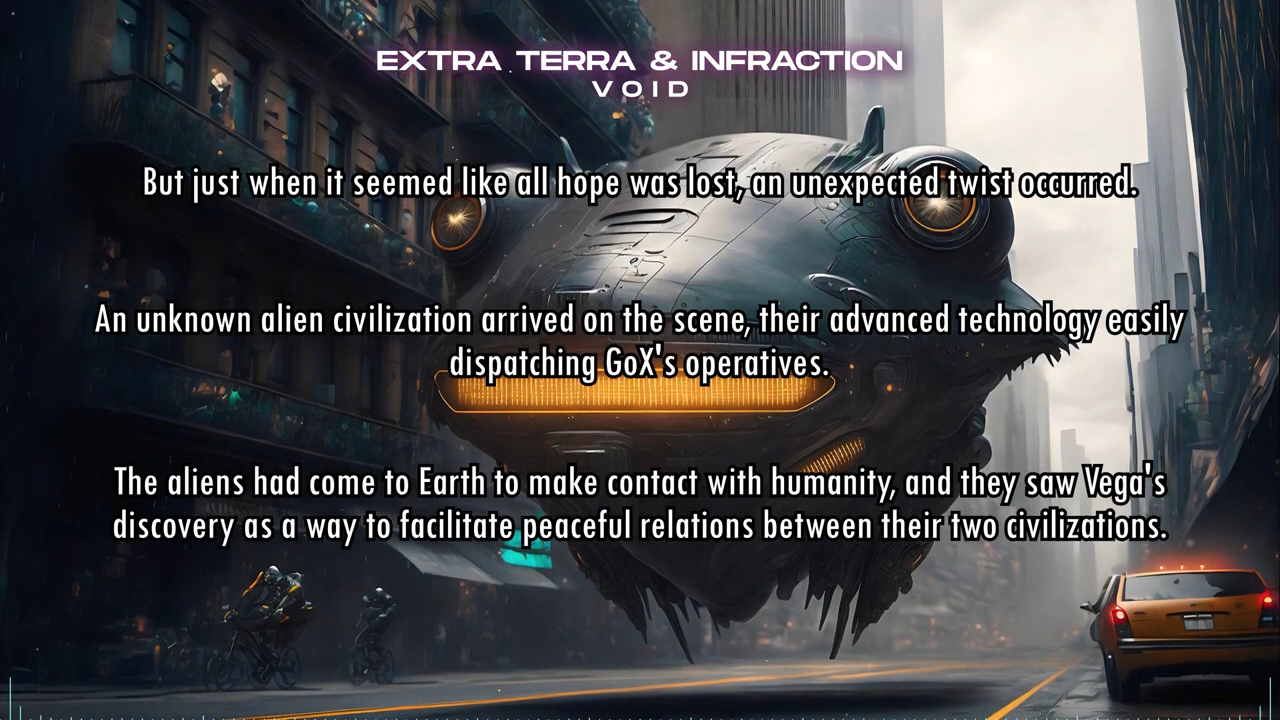 EXTRA TERRA & INFRACTION
VOID
But just when it seemed like all hope was lost, an unexpected twist occurred.
An unknown alien civilization arrived on the scene, their advanced technology easily
dispatching GoX's operatives.
The aliens had come to Earth to make contact with humanity, and they saw Vega's
discovery as a way to facilitate peaceful relations between their two civilizations.